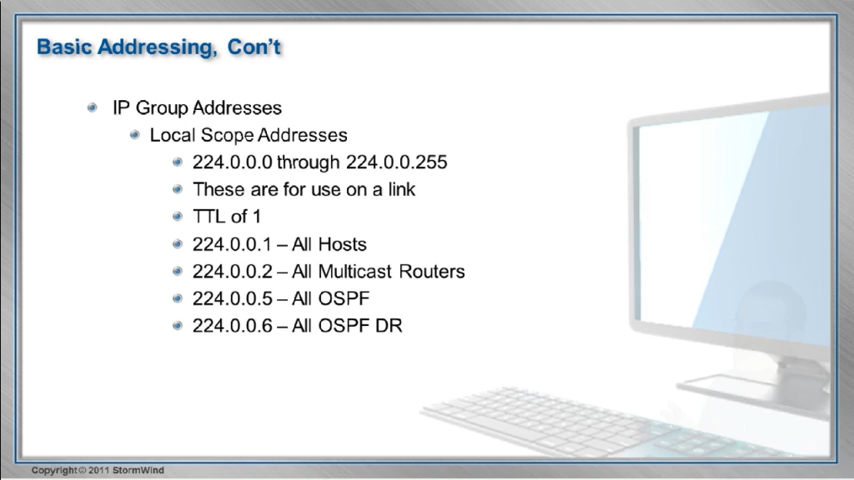 Basic Addressing, Con't
IP Group Addresses
Local Scope Addresses
224.0.0.0 through 224.0.0.255
These are for use on a link
TTL of 1
224.0.0.1 – All Hosts
224.0.0.2 – All Multicast Routers
224.0.0.5 – All OSPF
224.0.0.6 – All OSPF DR
Copyright © 2011 StormWind